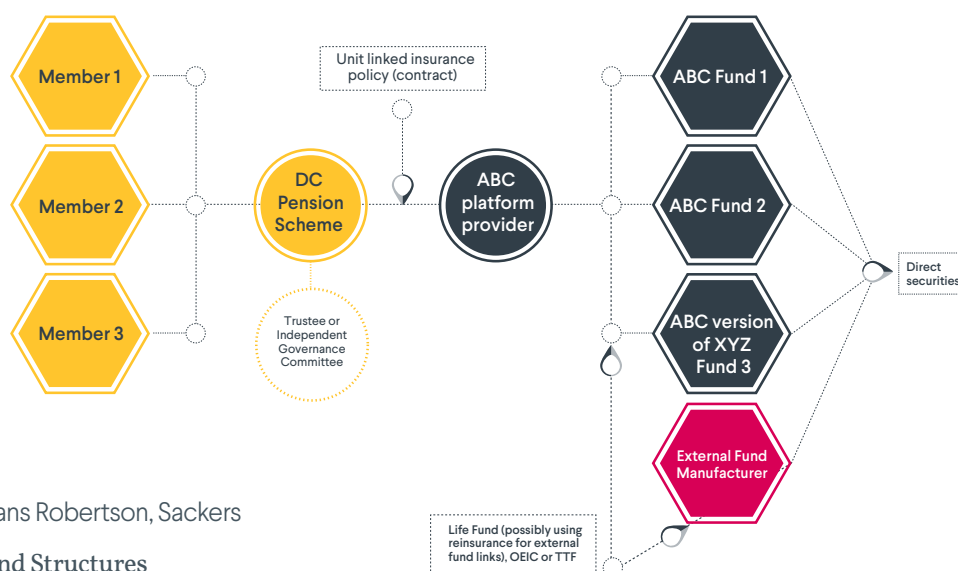 Member 1
Member 2
Member 3
DC
Pension
Scheme
Trustee or
Independent
Governance
Committee
Unit linked insurance
policy (contract)
ABC
platform
provider
ABC Fund 1
ABC Fund 2
ABC version
of XYZ
Fund 3
External Fund
Manufacturer
Direct
securities
Life Fund (possibly using
reinsurance for external
fund links), OEIC or TTF
ans Robertson, Sackers
nd Structures